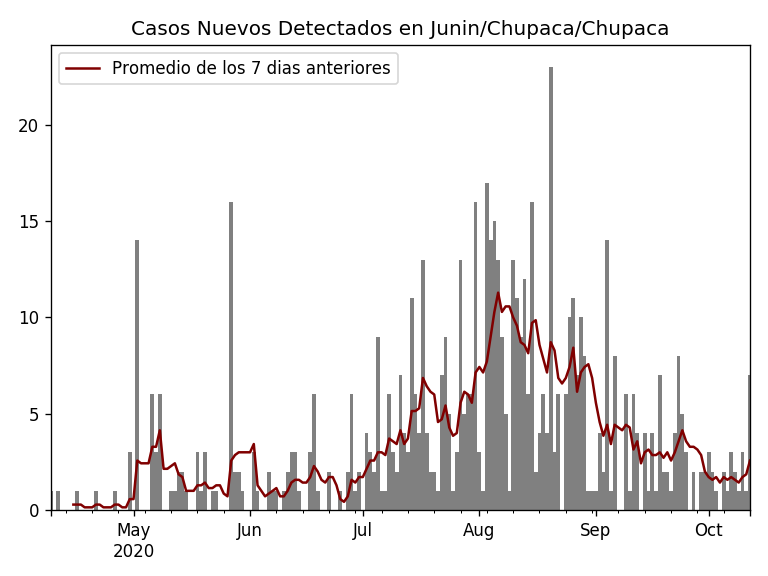 Casos Nuevos Detectados en Junin/Chupaca/Chupaca
Promedio de los 7 dias anteriores
20
15
10
5
0
May Jun Jul Aug Sep Oct
2020